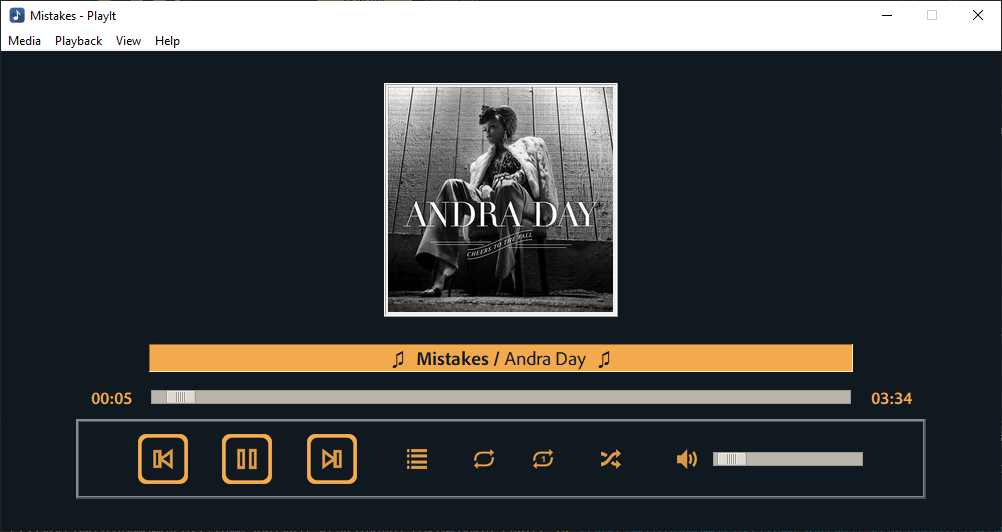 Mistakes - PlayIt
Media Playback View Help
ANDRA DAY
CHEERS TO THE FALL
♫ Mistakes / Andra Day ♫
00:05 03:34
1